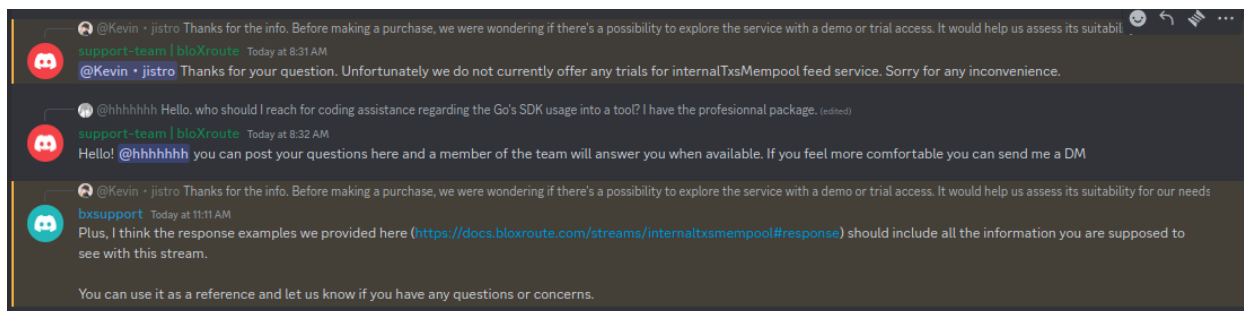 @Kevin • jistro Thanks for the info. Before making a purchase, we were wondering if there's a possibility to explore the service with a demo or trial access. It would help us assess its suitabil
support-team | bloXroute Today at 8:31 AM
@Kevin • jistro Thanks for your question. Unfortunately we do not currently offer any trials for internalTxsMempool feed service. Sorry for any inconvenience.
@hhhhhhh Hello. who should I reach for coding assistance regarding the Go's SDK usage into a tool? I have the profesionnal package. (edited)
support-team | bloXroute Today at 8:32 AM
Hello! @hhhhhhh you can post your questions here and a member of the team will answer you when available. If you feel more comfortable you can send me a DM
@Kevin • jistro Thanks for the info. Before making a purchase, we were wondering if there's a possibility to explore the service with a demo or trial access. It would help us assess its suitability for our needs
bxsupport Today at 11:11 AM
Plus, I think the response examples we provided here (https://docs.bloxroute.com/streams/internaltxsmempool#response) should include all the information you are supposed to
see with this stream.
You can use it as a reference and let us know if you have any questions or concerns.